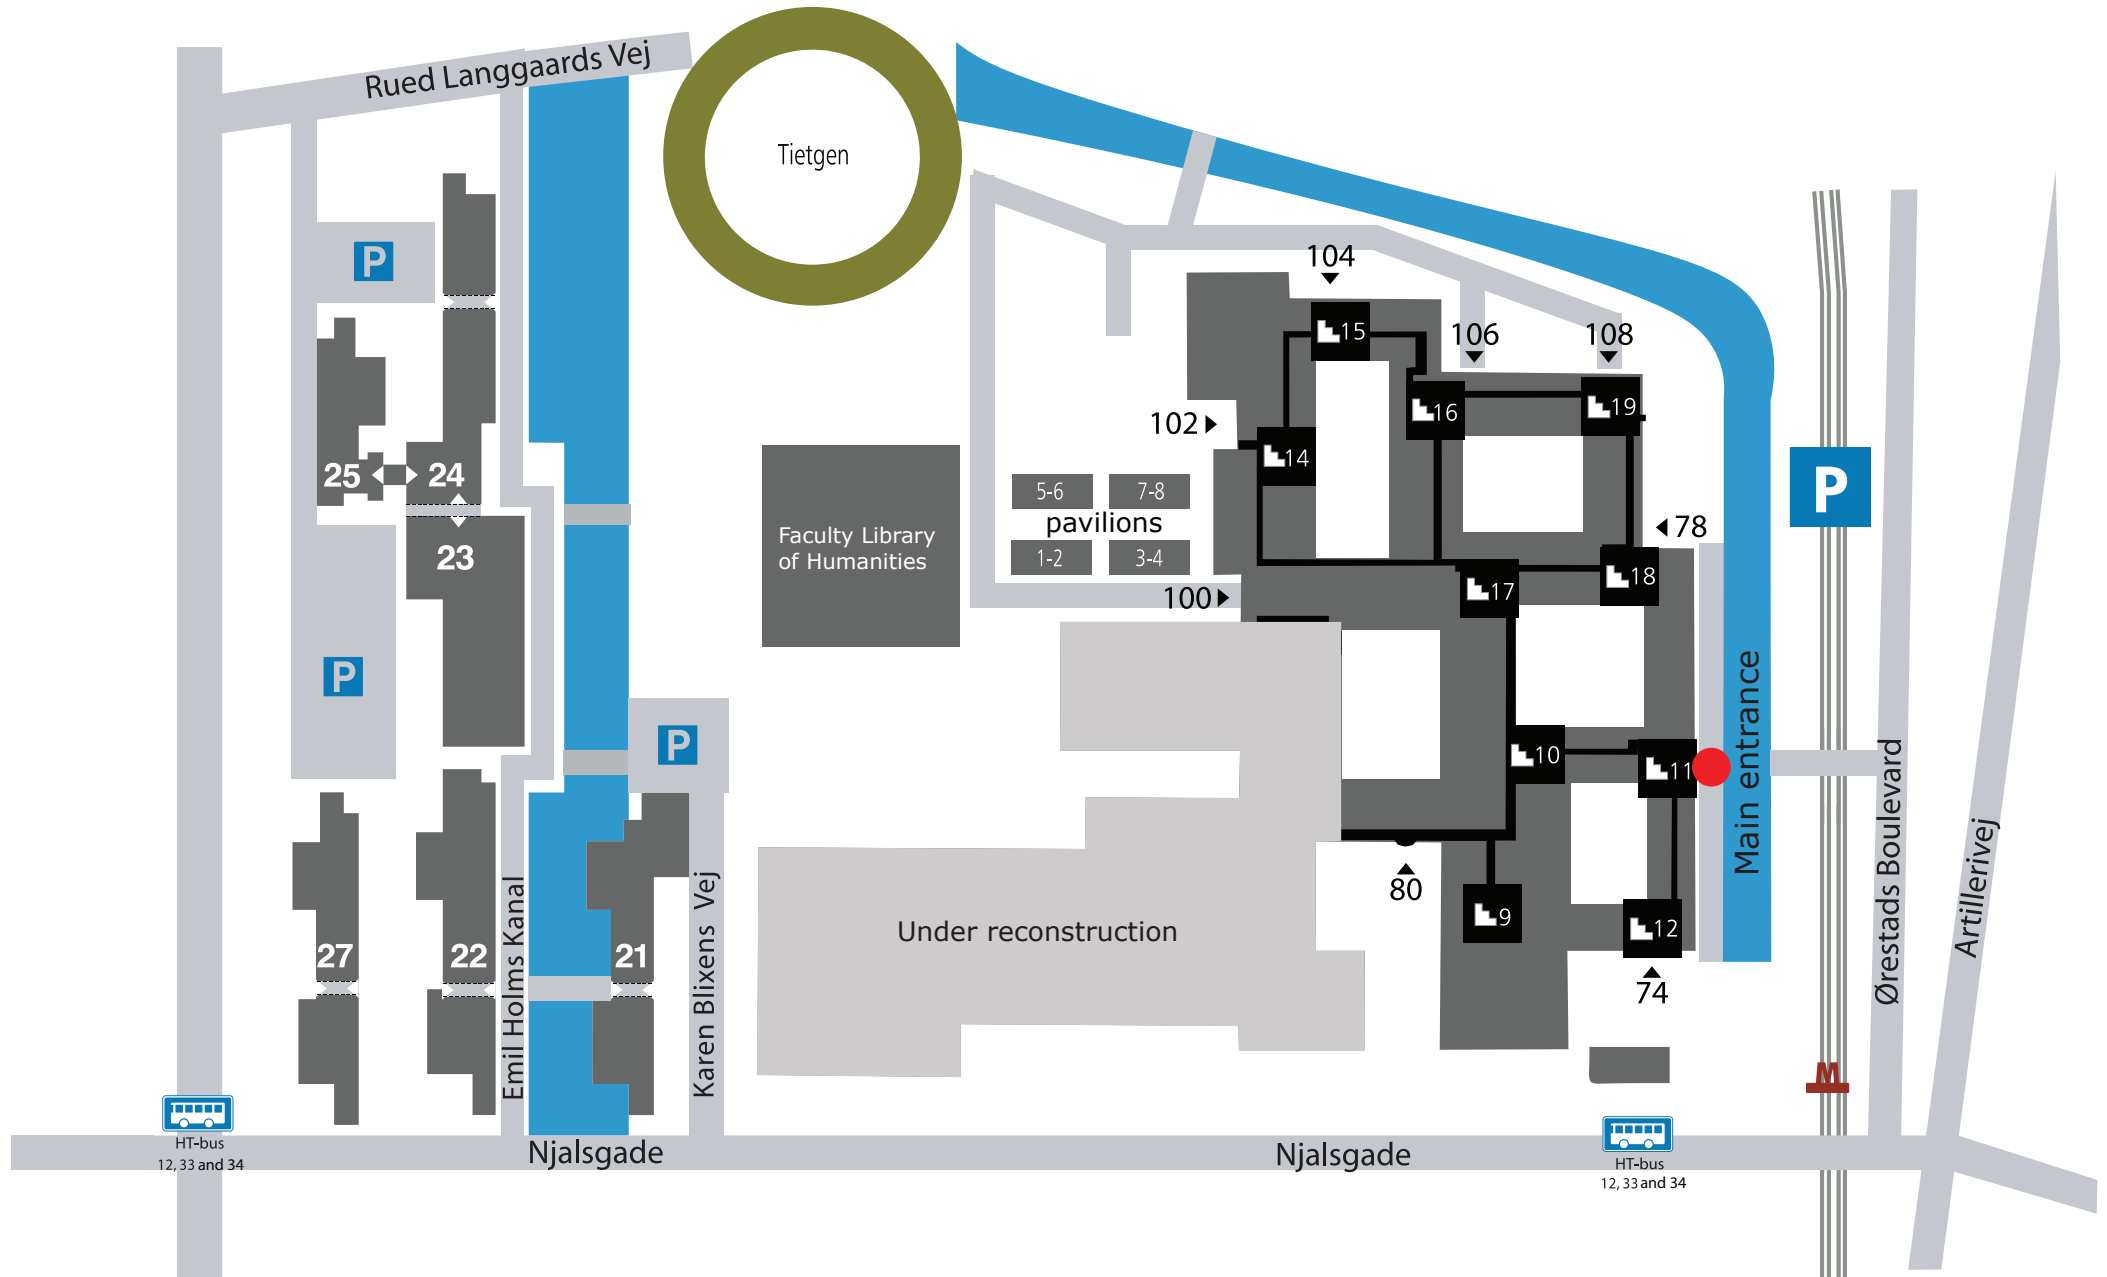 Rued Langgaards Vej
Tietgen
P
104
106
108
15
16
19
102
14
25
24
5-6
7-8
pavilions
1-2
3-4
Faculty Library
of Humanities
P
78
23
17
18
100
P
P
Main entrance
10
11
Ørestads Boulevard
Artillerivej
80
9
12
Under reconstruction
27
22
21
Emil Holms Kanal
Karen Blixens Vej
74
M
HT-bus
12, 33 and 34
Njalsgade
Njalsgade
HT-bus
12, 33 and 34